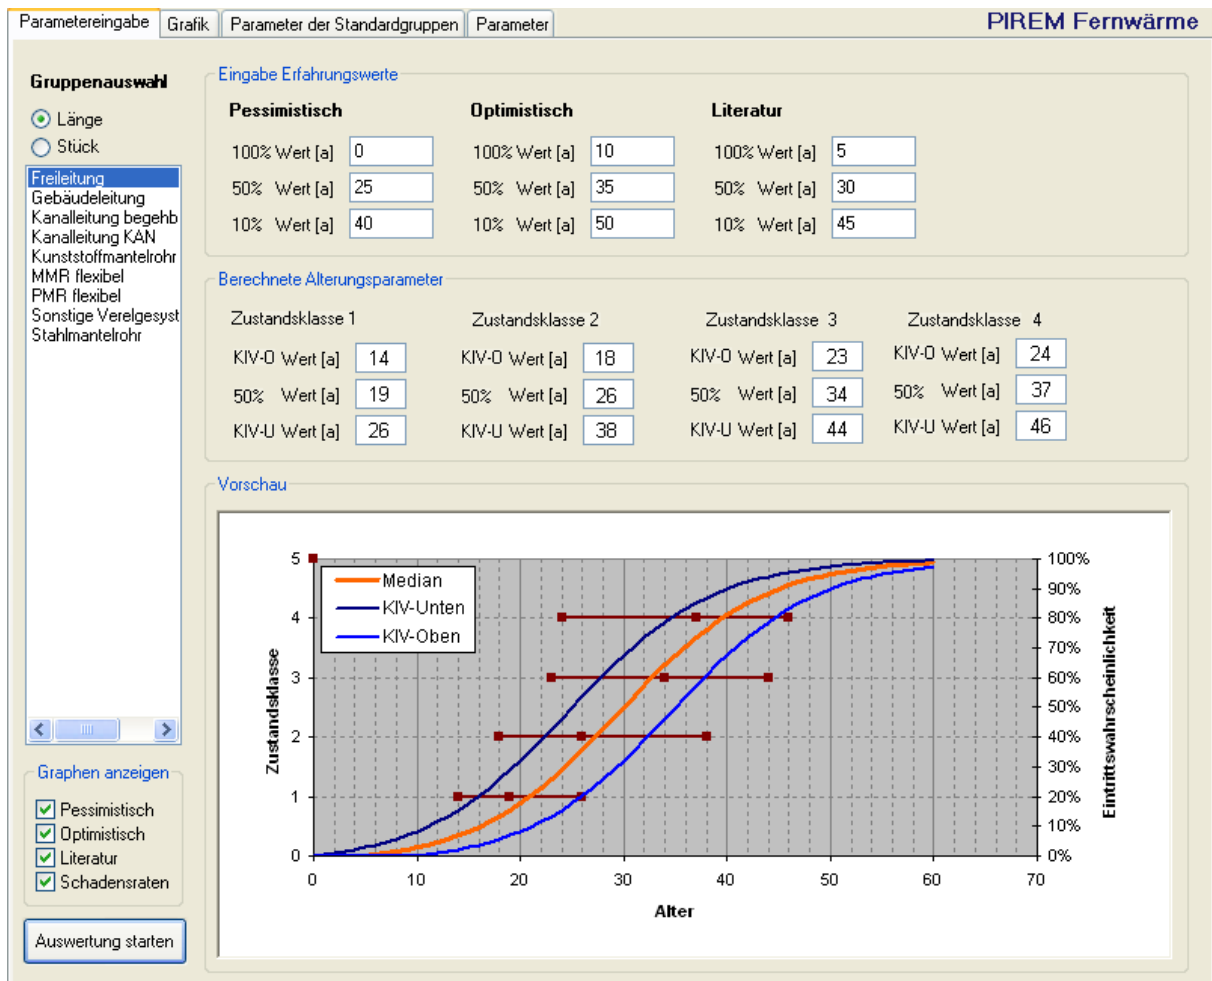 Parametereingabe Grafik Parameter der Standardgruppen Parameter PIREM Fernwärme
Gruppenauswahl
Länge
Stück
Freileitung
Gebäudeleitung
Kanalleitung begehb
Kanalleitung KAN
Kunststoffmantelrohr
MMR flexibel
PMR flexibel
Sonstige Verelgesyst
Stahlmantelrohr
Graphen anzeigen
Pessimistisch
Optimistisch
Literatur
Schadensraten
Auswertung starten
Eingabe Erfahrungswerte
Pessimistisch Optimistisch Literatur
100% Wert [a] 0 100% Wert [a] 10 100% Wert [a] 5
50% Wert [a] 25 50% Wert [a] 35 50% Wert [a] 30
10% Wert [a] 40 10% Wert [a] 50 10% Wert [a] 45
Berechnete Alterungsparameter
Zustandsklasse 1 Zustandsklasse 2 Zustandsklasse 3 Zustandsklasse 4
KIV-O Wert [a] 14 KIV-O Wert [a] 18 KIV-O Wert [a] 23 KIV-O Wert [a] 24
50% Wert [a] 19 50% Wert [a] 26 50% Wert [a] 34 50% Wert [a] 37
KIV-U Wert [a] 26 KIV-U Wert [a] 38 KIV-U Wert [a] 44 KIV-U Wert [a] 46
Vorschau
Median
KIV-Unten
KIV-Oben
Zustandsklasse
5
4
3
2
1
0
100%
90%
80%
70%
60%
50%
40%
30%
20%
10%
0%
Eintrittswahrscheinlichkeit
0 10 20 30 40 50 60 70
Alter